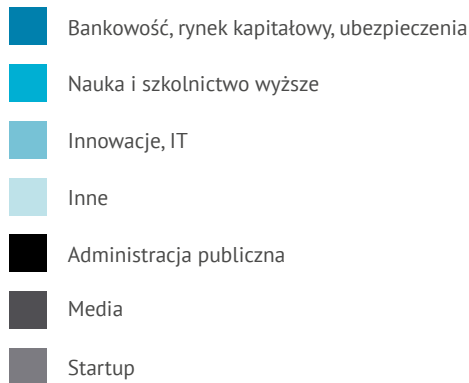 Bankowość, rynek kapitałowy, ubezpieczenia
Nauka i szkolnictwo wyższe
Innowacje, IT
Inne
Administracja publiczna
Media
Startup